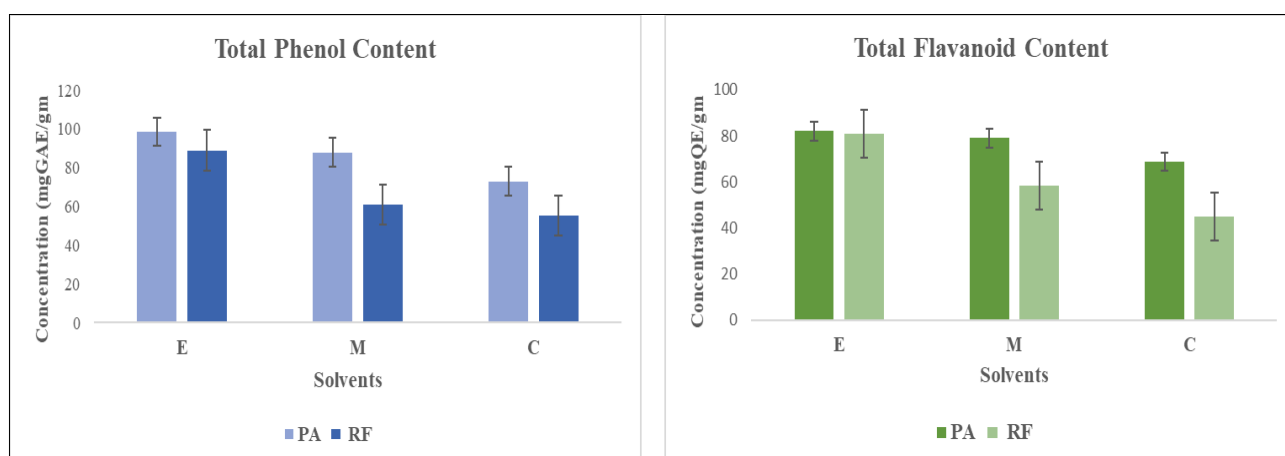 Total Phenol Content
Concentration (mgGAE/gm)
120
100
80
60
40
20
0
E M C
Solvents
PA RF
Total Flavanoid Content
Concentration (mgQE/gm
100
80
60
40
20
0
E M C
Solvents
PA RF